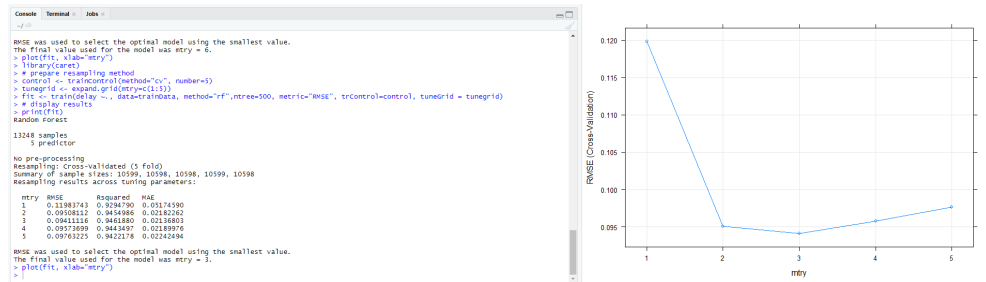 Console Terminal × Jobs ×
~/
RMSE was used to select the optimal model using the smallest value.
The final value used for the model was mtry = 6.
> plot(fit, xlab="mtry")
> library(caret)
> # prepare resampling method
> control <- trainControl(method="cv", number=5)
> tunegrid <- expand.grid(mtry=c(1:5))
> fit <- train(delay ~., data=trainData, method="rf",ntree=500, metric="RMSE", trControl=control, tuneGrid = tunegrid)
> # display results
> print(fit)
Random Forest
13248 samples
5 predictor
No pre-processing
Resampling: Cross-Validated (5 fold)
Summary of sample sizes: 10599, 10598, 10598, 10599, 10598
Resampling results across tuning parameters:
mtry RMSE Rsquared MAE
1 0.11983743 0.9294790 0.05174590
2 0.09508112 0.9454986 0.02182262
3 0.09411116 0.9461880 0.02136803
4 0.09573699 0.9443497 0.02189976
5 0.09763225 0.9422178 0.02242494
RMSE was used to select the optimal model using the smallest value.
The final value used for the model was mtry = 3.
> plot(fit, xlab="mtry")
>
RMSE (Cross-Validation)
0.120
0.115
0.110
0.105
0.100
0.095
1 2 3 4 5
mtry